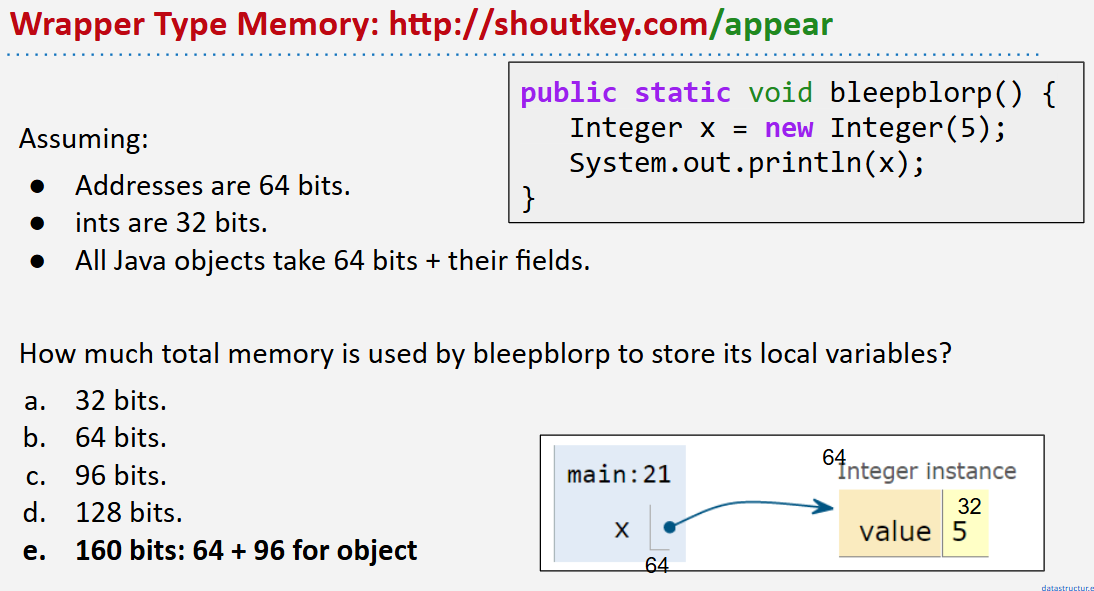 Wrapper Type Memory: http://shoutkey.com/appear
public static void bleepblorp() {
Integer x = new Integer(5);
System.out.println(x);
}
Assuming:
● Addresses are 64 bits.
● ints are 32 bits.
● All Java objects take 64 bits + their fields.
How much total memory is used by bleepblorp to store its local variables?
a. 32 bits.
b. 64 bits.
c. 96 bits.
d. 128 bits.
e. 160 bits: 64 + 96 for object
main:21
x
64
64
Integer instance
value
32
5
datastructur.e